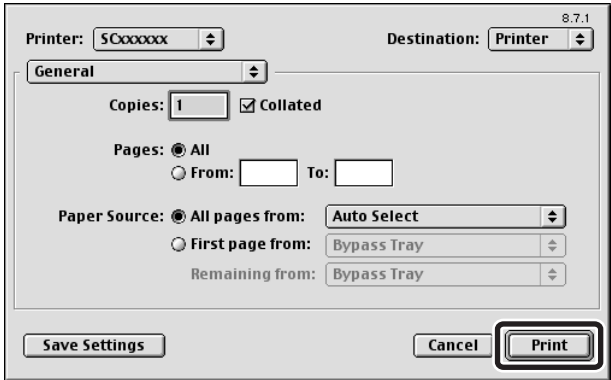 8.7.1
Printer: SCxxxxxx Destination: Printer
General
Copies: 1 Collated
Pages: All
From: To:
Paper Source: All pages from: Auto Select
First page from: Bypass Tray
Remaining from: Bypass Tray
Save Settings Cancel Print